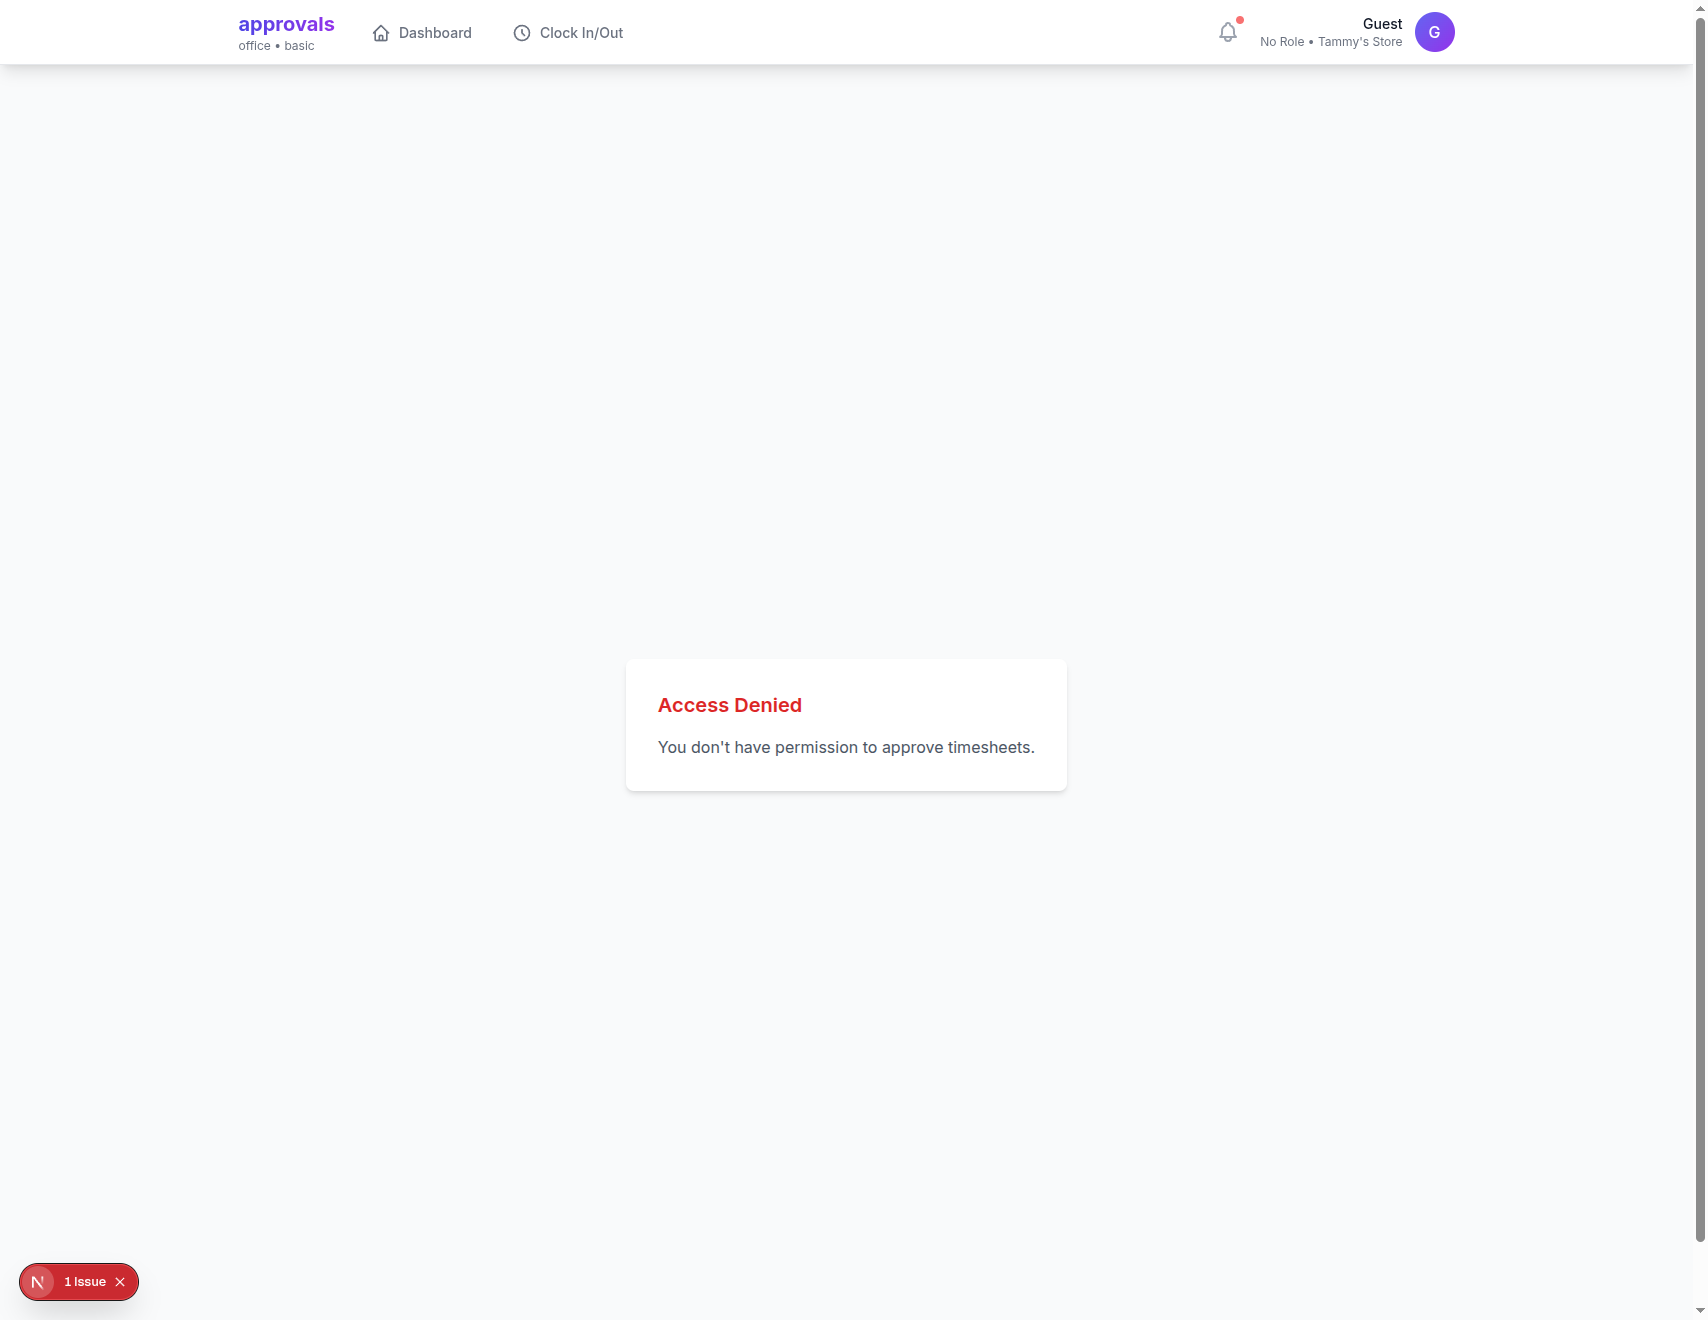 approvals
office • basic
Dashboard
Clock In/Out
Guest
No Role • Tammy's Store
G
Access Denied
You don't have permission to approve timesheets.
N
1 Issue